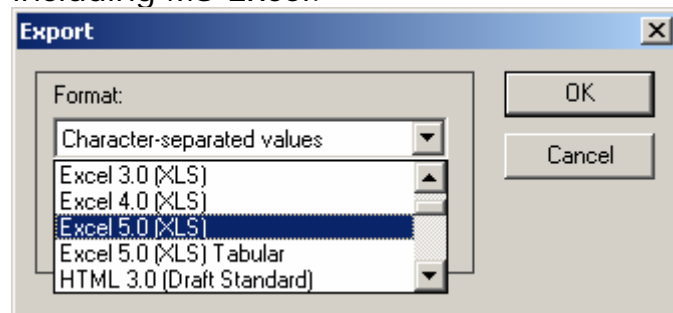 including MS Excel.
Export
Format:
OK
Character-separated values
Cancel
Excel 3.0 (XLS)
Excel 4.0 (XLS)
Excel 5.0 (XLS)
Excel 5.0 (XLS) Tabular
HTML 3.0 (Draft Standard)